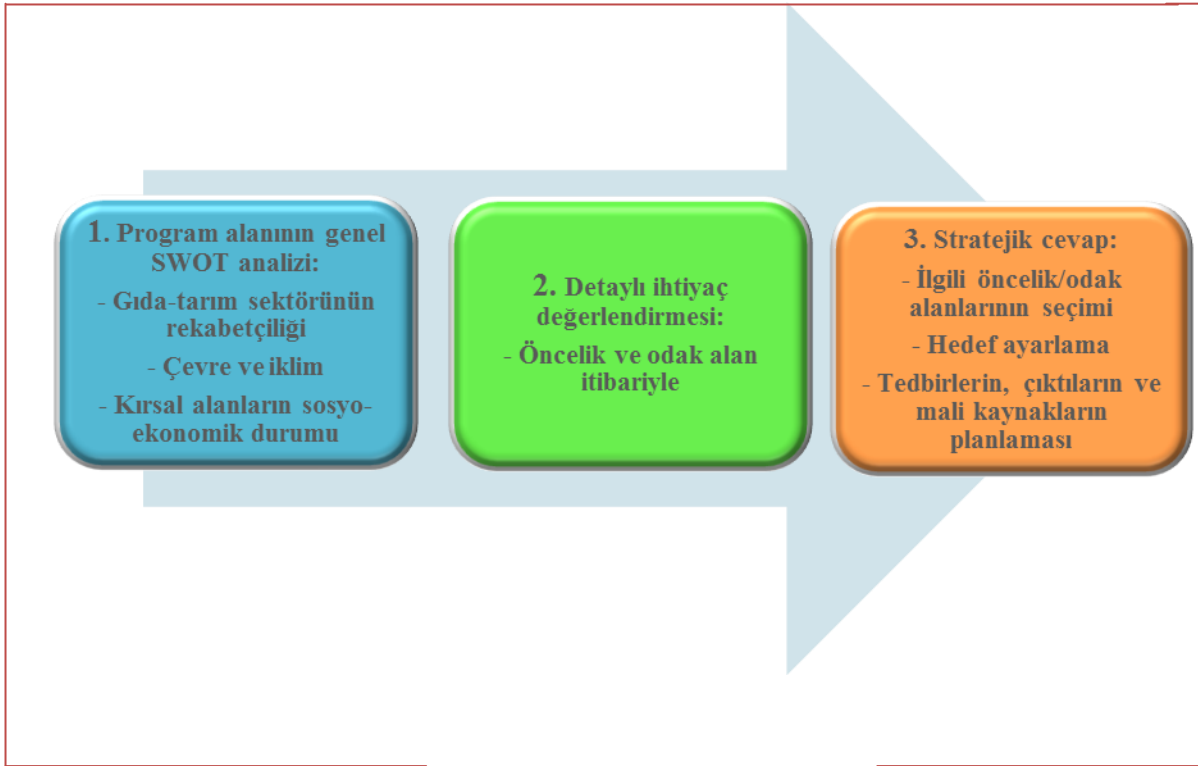 1. Program alanının genel
SWOT analizi:
- Gıda-tarım sektörünün
rekabetçiliği
- Çevre ve iklim
- Kırsal alanların sosyo-
ekonomik durumu
2. Detaylı ihtiyaç
değerlendirmesi:
- Öncelik ve odak alan
itibariyle
3. Stratejik cevap:
- İlgili öncelik/odak
alanlarının seçimi
- Hedef ayarlama
- Tedbirlerin, çıktıların ve
mali kaynakların
planlaması